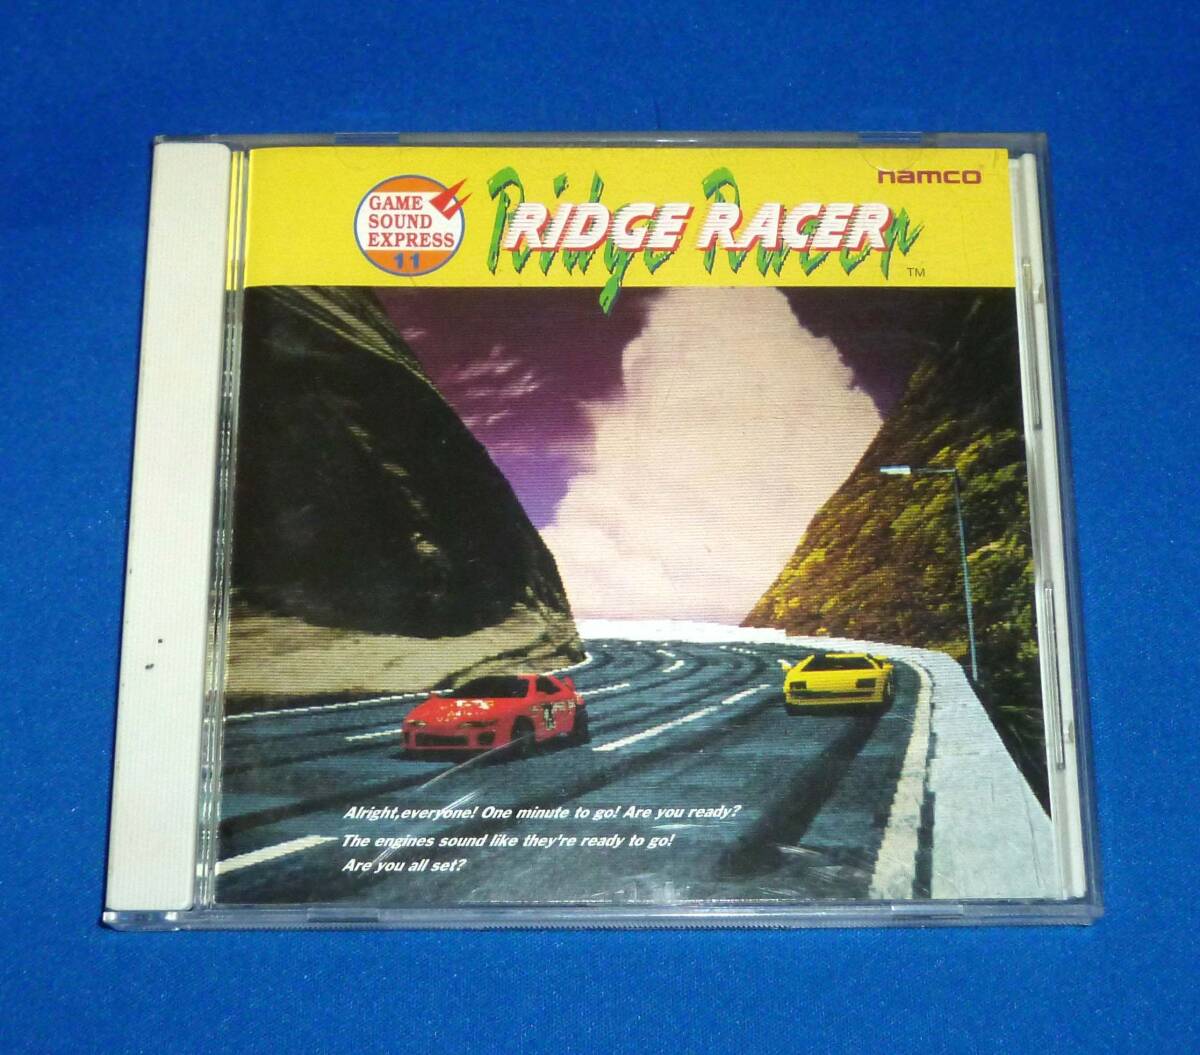 GAME
SOUND
EXPRESS
11
Ridge Racer
RIDGE RACER
TM
namco
Alright,everyone! One minute to go! Are you ready?
The engines sound like they're ready to go!
Are you all set?